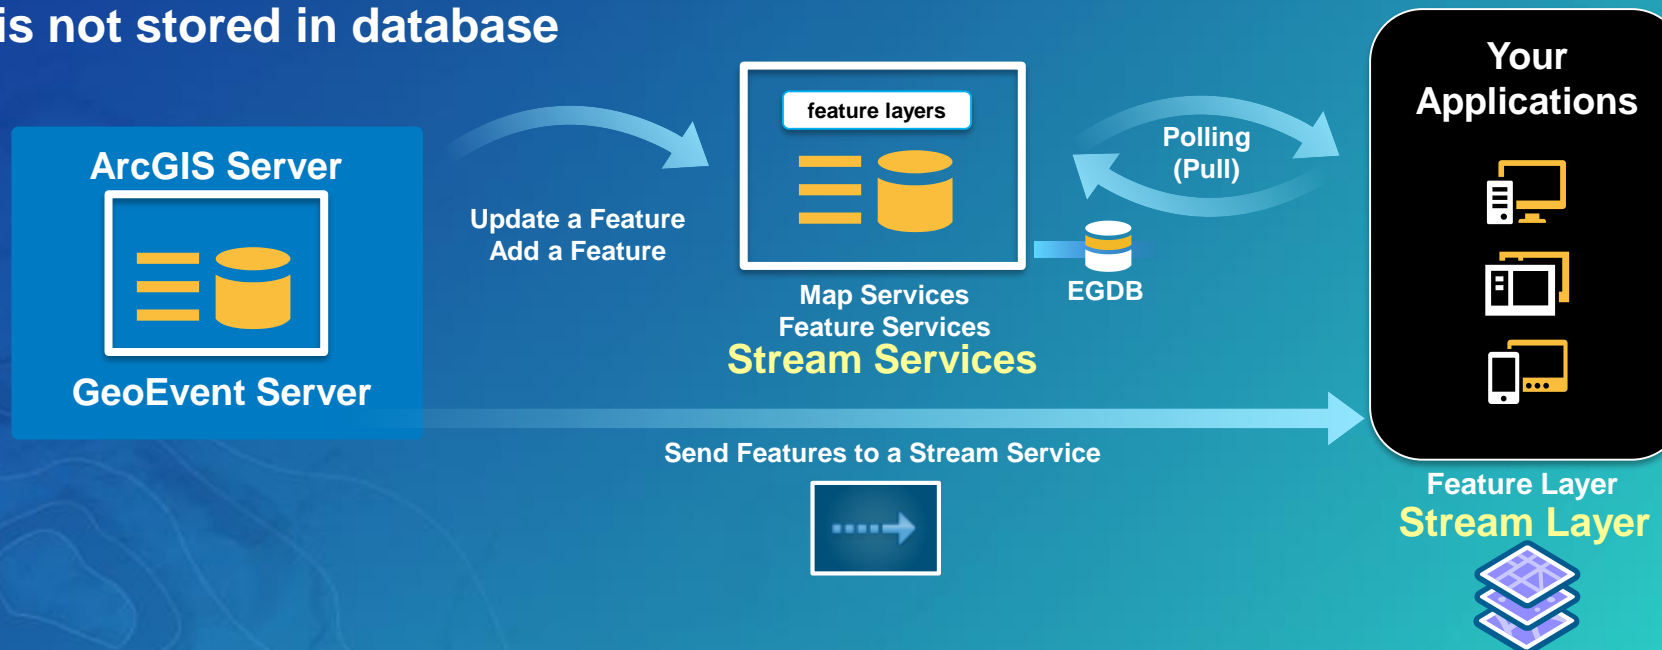 is not stored in database
ArcGIS Server
GeoEvent Server
Update a Feature
Add a Feature
feature layers
Map Services
Feature Services
Stream Services
EGDB
Polling
(Pull)
Send Features to a Stream Service
Your
Applications
Feature Layer
Stream Layer